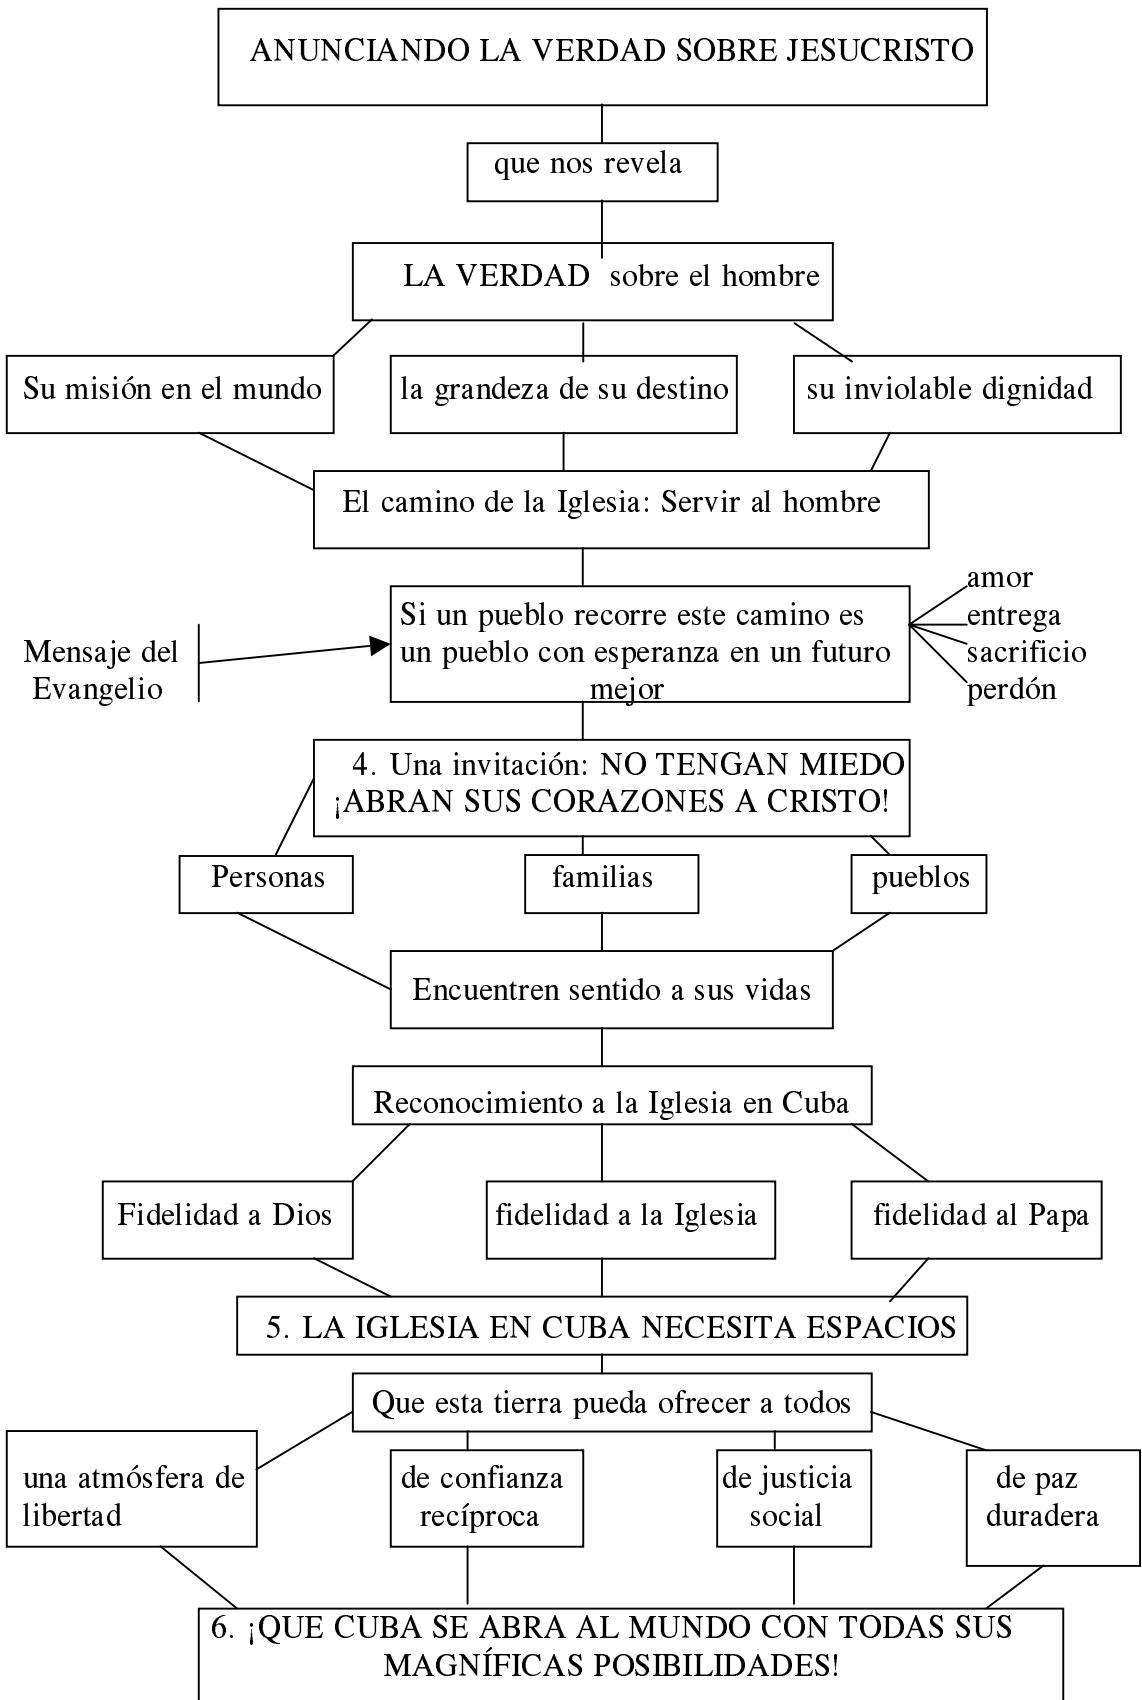 ANUNCIANDO LA VERDAD SOBRE JESUCRISTO
que nos revela
LA VERDAD sobre el hombre
Su misión en el mundo
la grandeza de su destino
su inviolable dignidad
El camino de la Iglesia: Servir al hombre
Mensaje del
Evangelio
Si un pueblo recorre este camino es
un pueblo con esperanza en un futuro
mejor
amor
entrega
sacrificio
perdón
4. Una invitación: NO TENGAN MIEDO
¡ABRAN SUS CORAZONES A CRISTO!
Personas
familias
pueblos
Encuentren sentido a sus vidas
Reconocimiento a la Iglesia en Cuba
Fidelidad a Dios
fidelidad a la Iglesia
fidelidad al Papa
5. LA IGLESIA EN CUBA NECESITA ESPACIOS
Que esta tierra pueda ofrecer a todos
una atmósfera de
libertad
de confianza
recíproca
de justicia
social
de paz
duradera
6. ¡QUE CUBA SE ABRA AL MUNDO CON TODAS SUS
MAGNÍFICAS POSIBILIDADES!